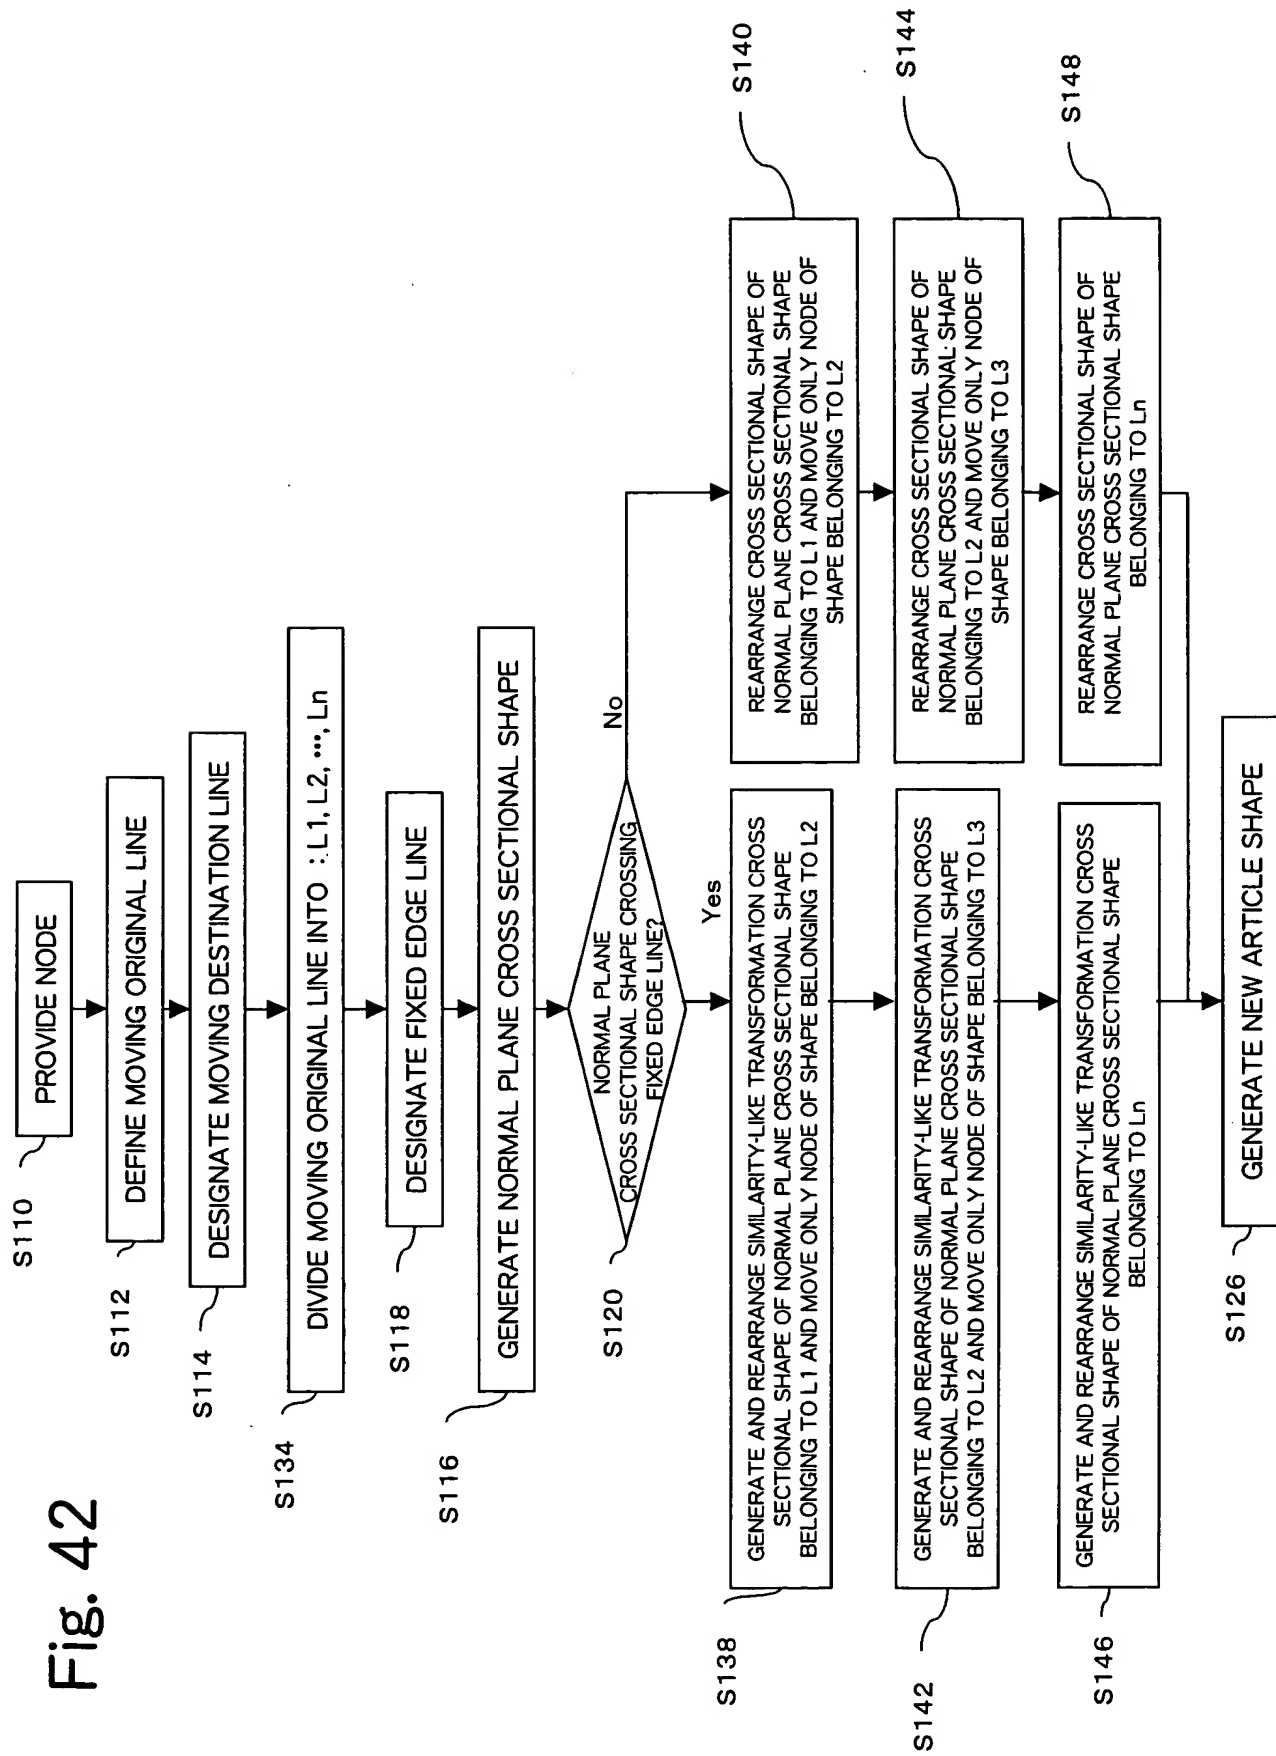 Fig. 42
S110
PROVIDE NODE
S112
DEFINE MOVING ORIGINAL LINE
S114
DESIGNATE MOVING DESTINATION LINE
S134
DIVIDE MOVING ORIGINAL LINE INTO : L1, L2, •••, Ln
S118
DESIGNATE FIXED EDGE LINE
S116
GENERATE NORMAL PLANE CROSS SECTIONAL SHAPE
S120
NORMAL PLANE
CROSS SECTIONAL SHAPE CROSSING
FIXED EDGE LINE?
No
Yes
S138
GENERATE AND REARRANGE SIMILARITY-LIKE TRANSFORMATION CROSS
SECTIONAL SHAPE OF NORMAL PLANE CROSS SECTIONAL SHAPE
BELONGING TO L1 AND MOVE ONLY NODE OF SHAPE BELONGING TO L2
REARRANGE CROSS SECTIONAL SHAPE OF
NORMAL PLANE CROSS SECTIONAL SHAPE
BELONGING TO L1 AND MOVE ONLY NODE OF
SHAPE BELONGING TO L2
S140
S142
GENERATE AND REARRANGE SIMILARITY-LIKE TRANSFORMATION CROSS
SECTIONAL SHAPE OF NORMAL PLANE CROSS SECTIONAL SHAPE
BELONGING TO L2 AND MOVE ONLY NODE OF SHAPE BELONGING TO L3
REARRANGE CROSS SECTIONAL SHAPE OF
NORMAL PLANE CROSS SECTIONAL SHAPE
BELONGING TO L2 AND MOVE ONLY NODE OF
SHAPE BELONGING TO L3
S144
S146
GENERATE AND REARRANGE SIMILARITY-LIKE TRANSFORMATION CROSS
SECTIONAL SHAPE OF NORMAL PLANE CROSS SECTIONAL SHAPE
BELONGING TO Ln
REARRANGE CROSS SECTIONAL SHAPE OF
NORMAL PLANE CROSS SECTIONAL SHAPE
BELONGING TO Ln
S148
S126
GENERATE NEW ARTICLE SHAPE